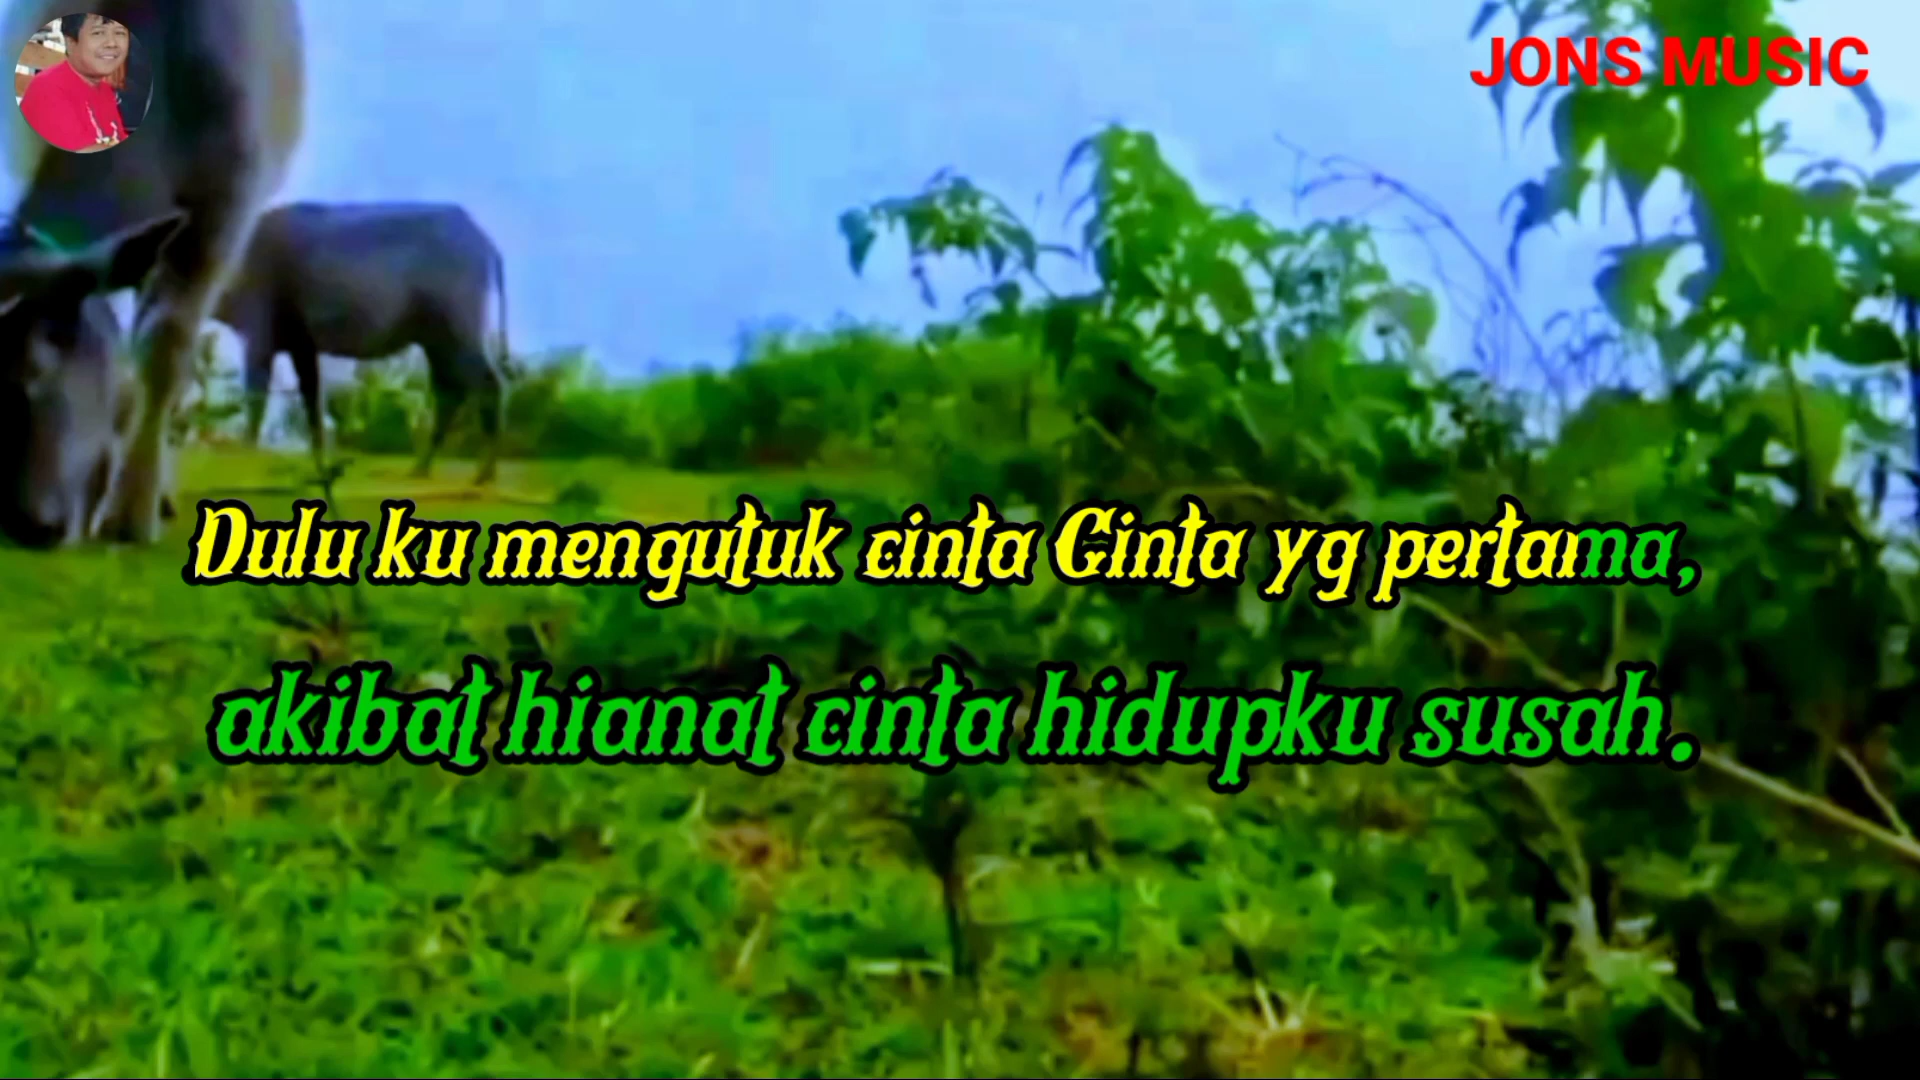 JONS MUSIC
Dulu ku mengutuk cinta Cinta yg pertama,
akibat hianat cinta hidupku susah.